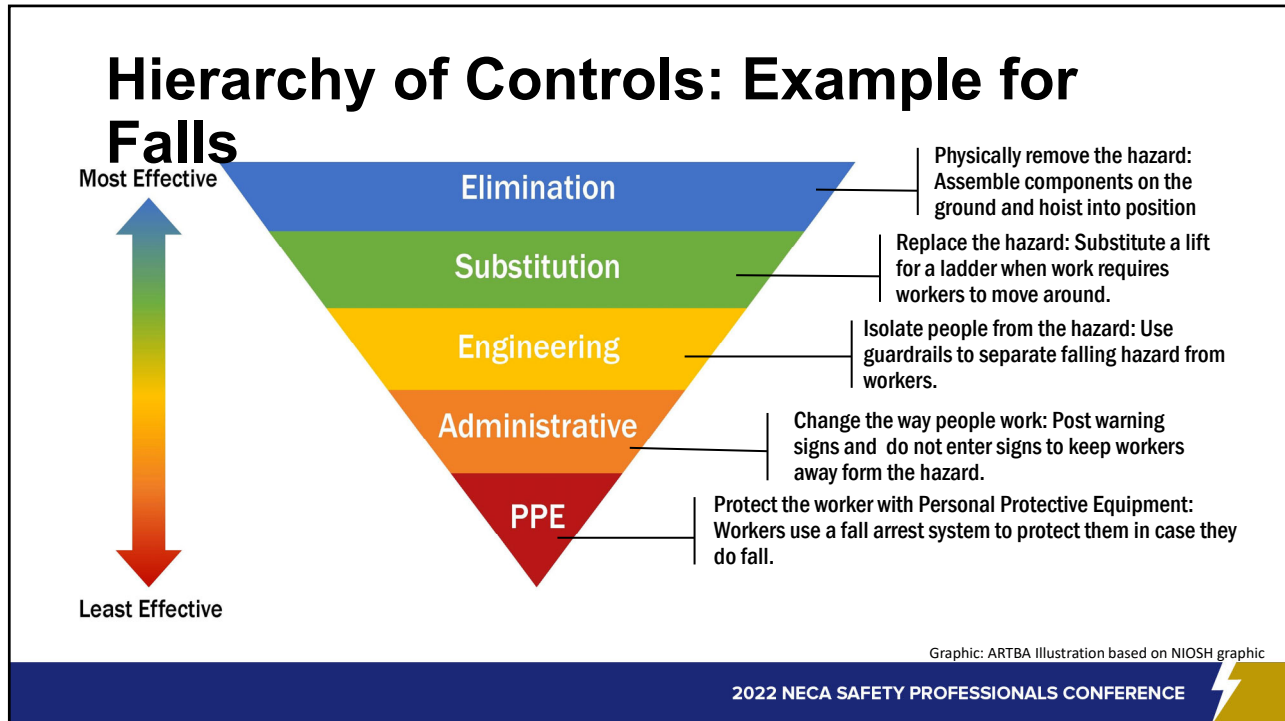 Hierarchy of Controls: Example for
Falls
Most Effective
Elimination
Physically remove the hazard:
Assemble components on the
ground and hoist into position
Substitution
Replace the hazard: Substitute a lift
for a ladder when work requires
workers to move around.
Engineering
Isolate people from the hazard: Use
guardrails to separate falling hazard from
workers.
Administrative
Change the way people work: Post warning
signs and  do not enter signs to keep workers
away form the hazard.
PPE
Protect the worker with Personal Protective Equipment:
Workers use a fall arrest system to protect them in case they
do fall.
Least Effective
Graphic: ARTBA Illustration based on NIOSH graphic
2022 NECA SAFETY PROFESSIONALS CONFERENCE